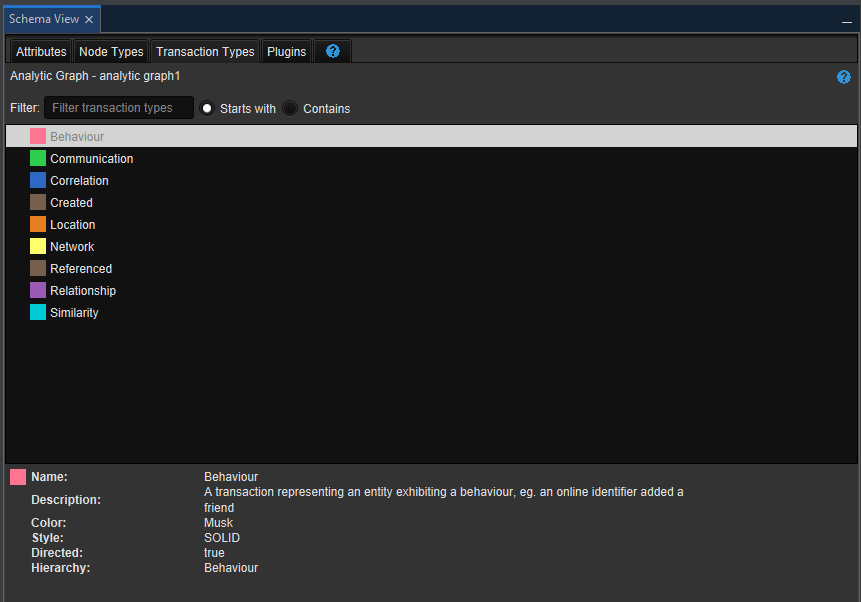 Schema View
Attributes Node Types Transaction Types Plugins ?
Analytic Graph - analytic graph1 ?
Filter: Filter transaction types Starts with Contains
Behaviour
Communication
Correlation
Created
Location
Network
Referenced
Relationship
Similarity
Name: Behaviour
Description: A transaction representing an entity exhibiting a behaviour, eg. an online identifier added a
friend
Color: Musk
Style: SOLID
Directed: true
Hierarchy: Behaviour